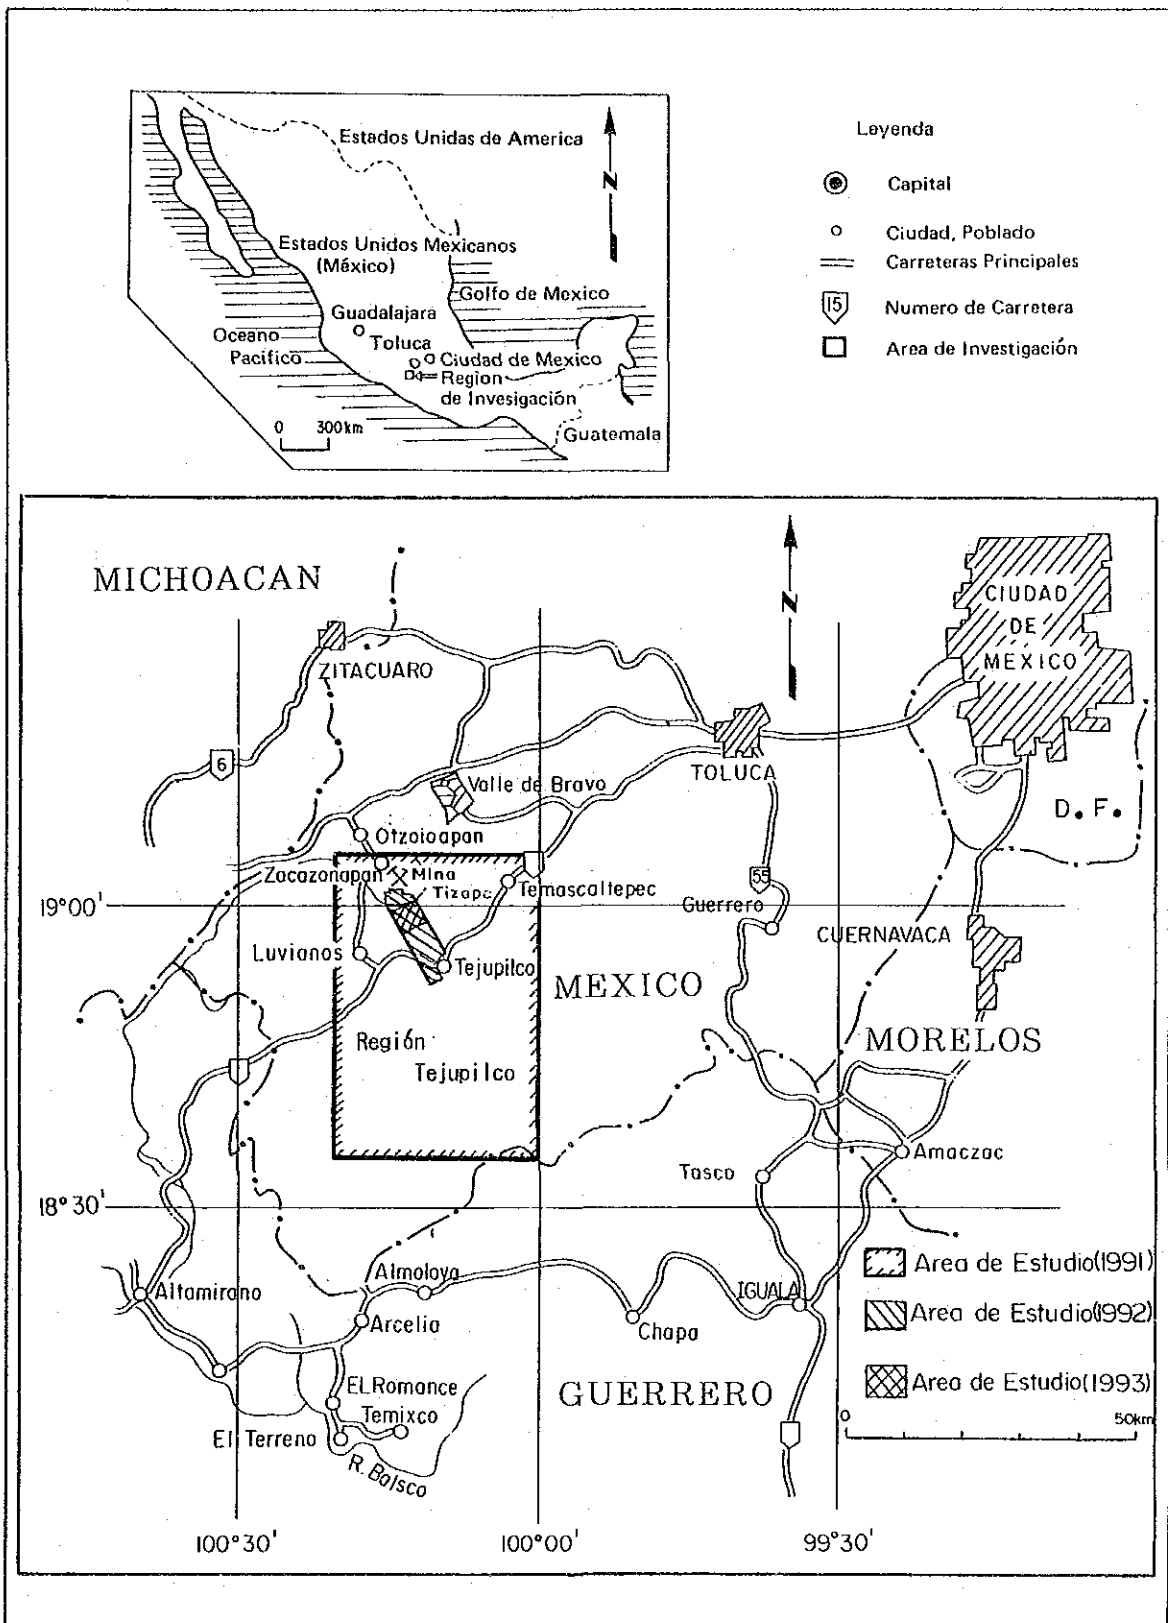 Estados Unidas de America
N
Estados Unidos Mexicanos
(México)
Golfo de Mexico
Guadalajara
Oceano
Pacifico
Toluca
Ciudad de Mexico
Region
de Invesigación
0 300km
Guatemala
Leyenda
Capital
Ciudad, Poblado
Carreteras Principales
15 Numero de Carretera
Area de Investigación
MICHOACAN
N
CIUDAD
DE
MEXICO
ZITACUARO
6
TOLUCA
Valle de Bravo
D. F.
Otzoloapan
Zacazonapan
Mina
Tizapa
Temascaltepec
55
19°00'
Guerrero
CUERNAVACA
Luvianos
Tejupilco
MEXICO
MORELOS
Región
Tejupilco
Amaczac
Tasco
18°30'
Area de Estudio(1991)
Almoloya
Altamirano
IGUALA
Area de Estudio(1992)
Arcelia
Chapa
Area de Estudio(1993)
EL Romance
GUERRERO
Temixco
0 50km
El Terreno
R. Balsco
100°30' 100°00' 99°30'